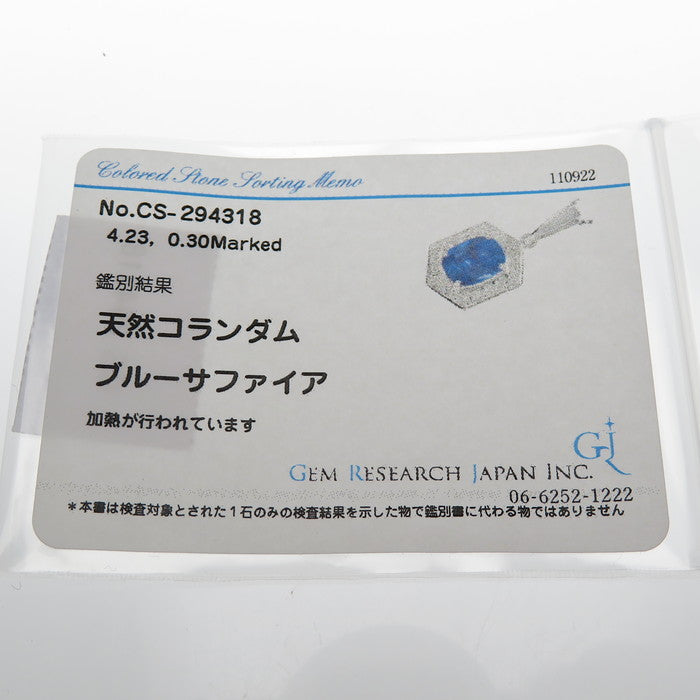 Colored Stone Sorting Memo
110922
No.CS-294318
4.23, 0.30Marked
鑑別結果
天然コランダム
ブルーサファイア
加熱が行われています
GJR
GEM RESEARCH JAPAN INC.
06-6252-1222
*本書は検査対象とされた1石のみの検査結果を示した物で鑑別書に代わる物ではありません